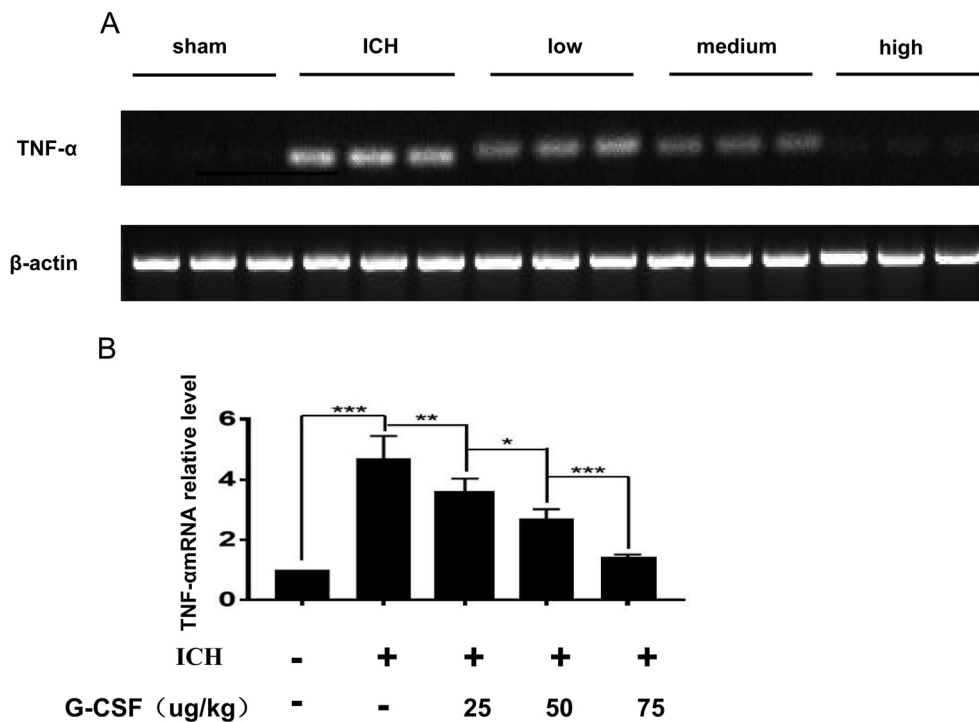 A
sham ICH low medium high
TNF-α
β-actin
B
TNF-αmRNA relative level
6
4
2
0
*** ** * ***
ICH - + + + +
G-CSF（ug/kg） - - 25 50 75